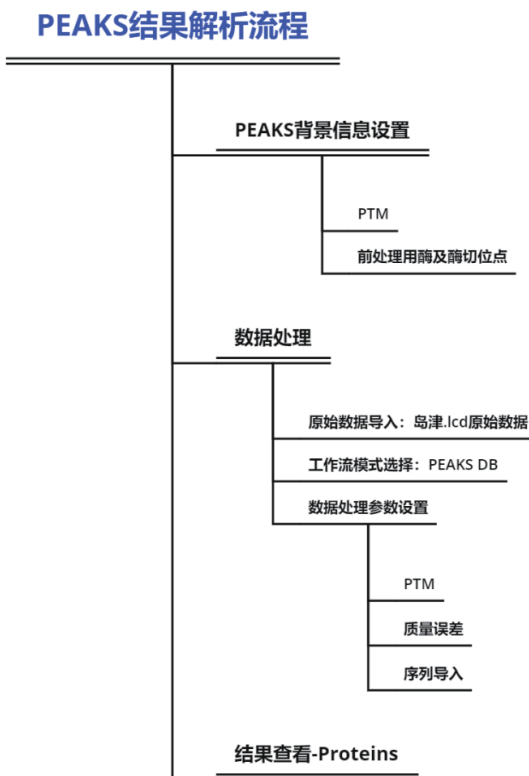 PEAKS结果解析流程
PEAKS背景信息设置
PTM
前处理用酶及酶切位点
数据处理
原始数据导入：岛津.lcd原始数据
工作流模式选择：PEAKS DB
数据处理参数设置
PTM
质量误差
序列导入
结果查看-Proteins